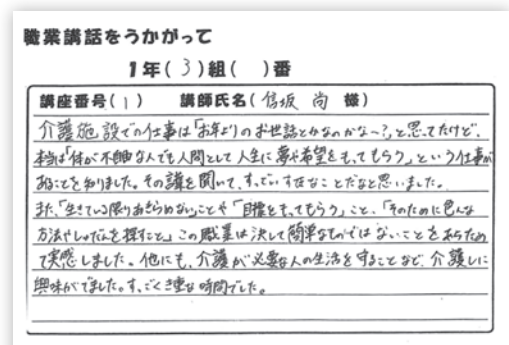 職業講話をうかがって
1年(3)組( )番
講座番号(1) 講師氏名(信坂 尚 様)
介護施設での仕事は「お年よりのお世話とかなのかな〜?」と思ってたけど、
本当は「体が不自由な人でも人間として人生に夢や希望をもってもらう」という仕事が
あることを知りました。その講を聞いて、すっごいすてきなことだなと思いました。
また、「生きている限りあきらめないこと」や「目標をもってもらう」こと、「そのために色んな
方法やしゅだんを探すこと」この職業は決して簡単なものではないことをあらため
て実感しました。他にも、介護が必要な人の生活をすることなど、介護しに
興味がでました。すっごく貴重な時間でした。